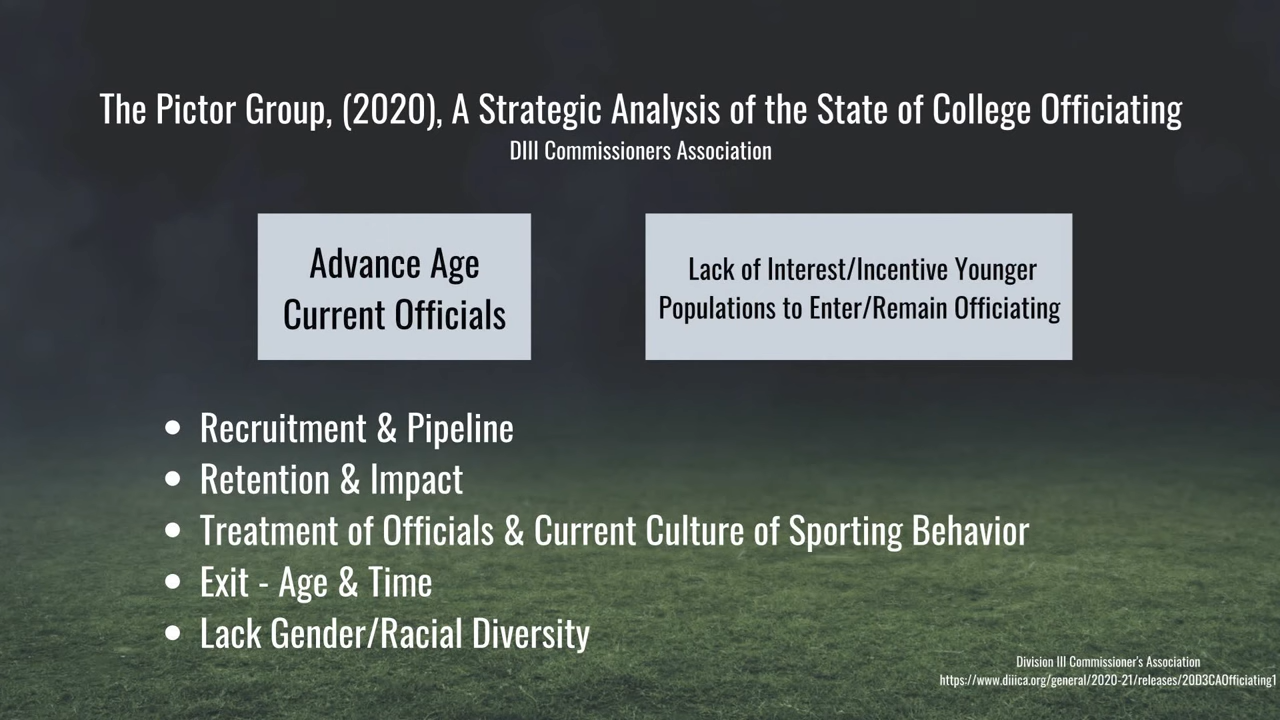 The Pictor Group, (2020), A Strategic Analysis of the State of College Officiating
DIII Commissioners Association
Advance Age
Current Officials
Lack of Interest/Incentive Younger
Populations to Enter/Remain Officiating
• Recruitment & Pipeline
• Retention & Impact
• Treatment of Officials & Current Culture of Sporting Behavior
• Exit - Age & Time
• Lack Gender/Racial Diversity
Division III Commissioner's Association
https://www.diiica.org/general/2020-21/releases/20D3CAOfficiating1